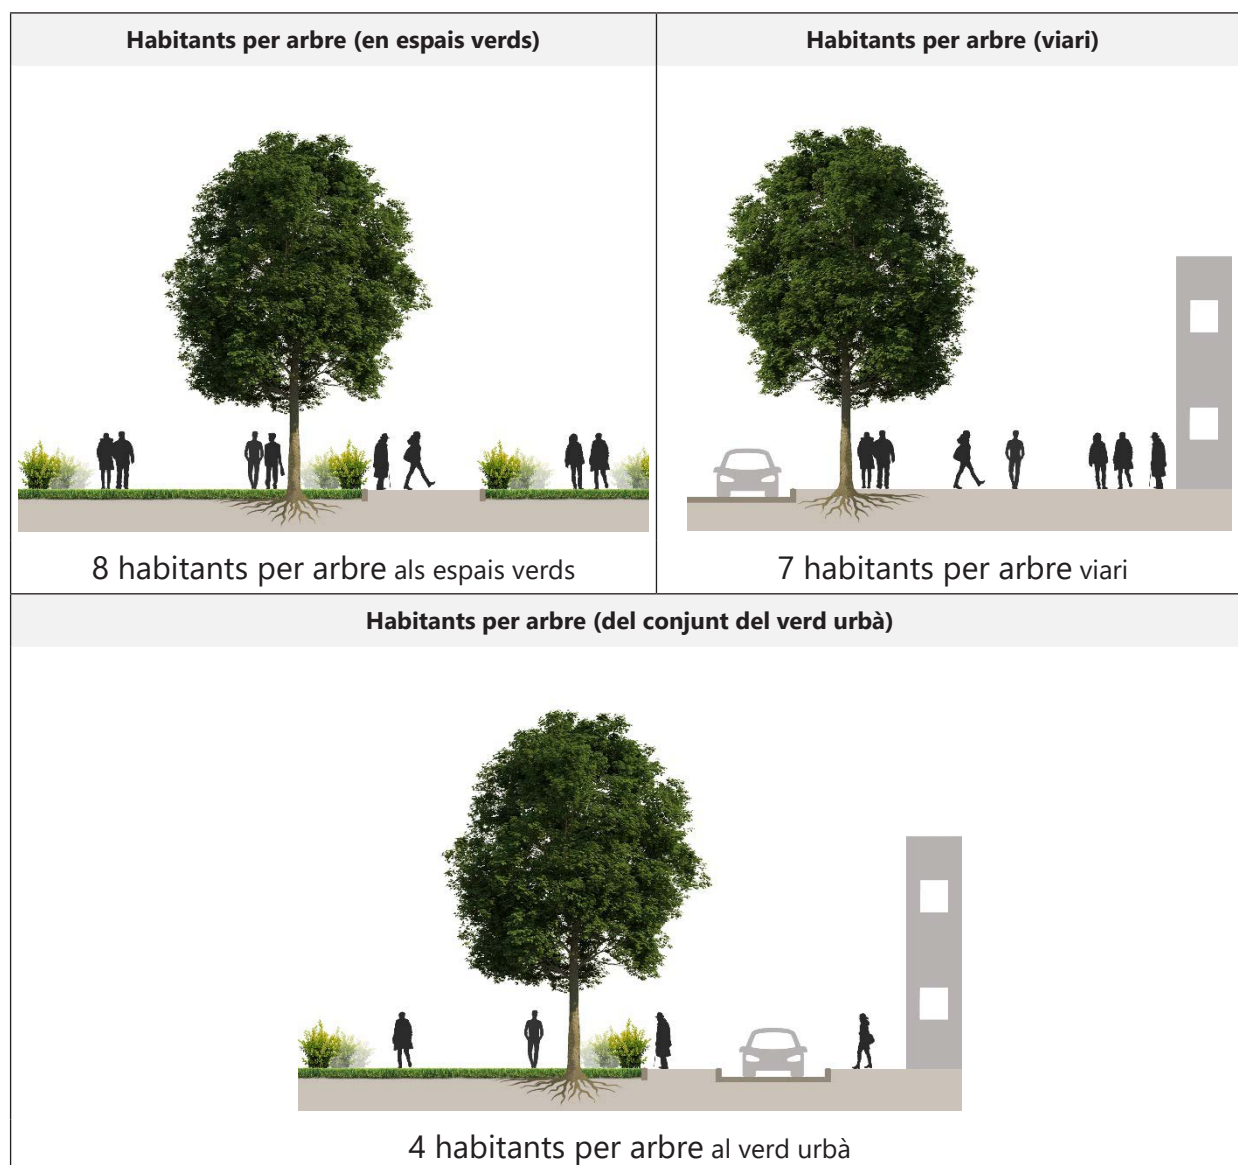 Habitants per arbre (en espais verds)
Habitants per arbre (viari)
8 habitants per arbre als espais verds
7 habitants per arbre viari
Habitants per arbre (del conjunt del verd urbà)
4 habitants per arbre al verd urbà